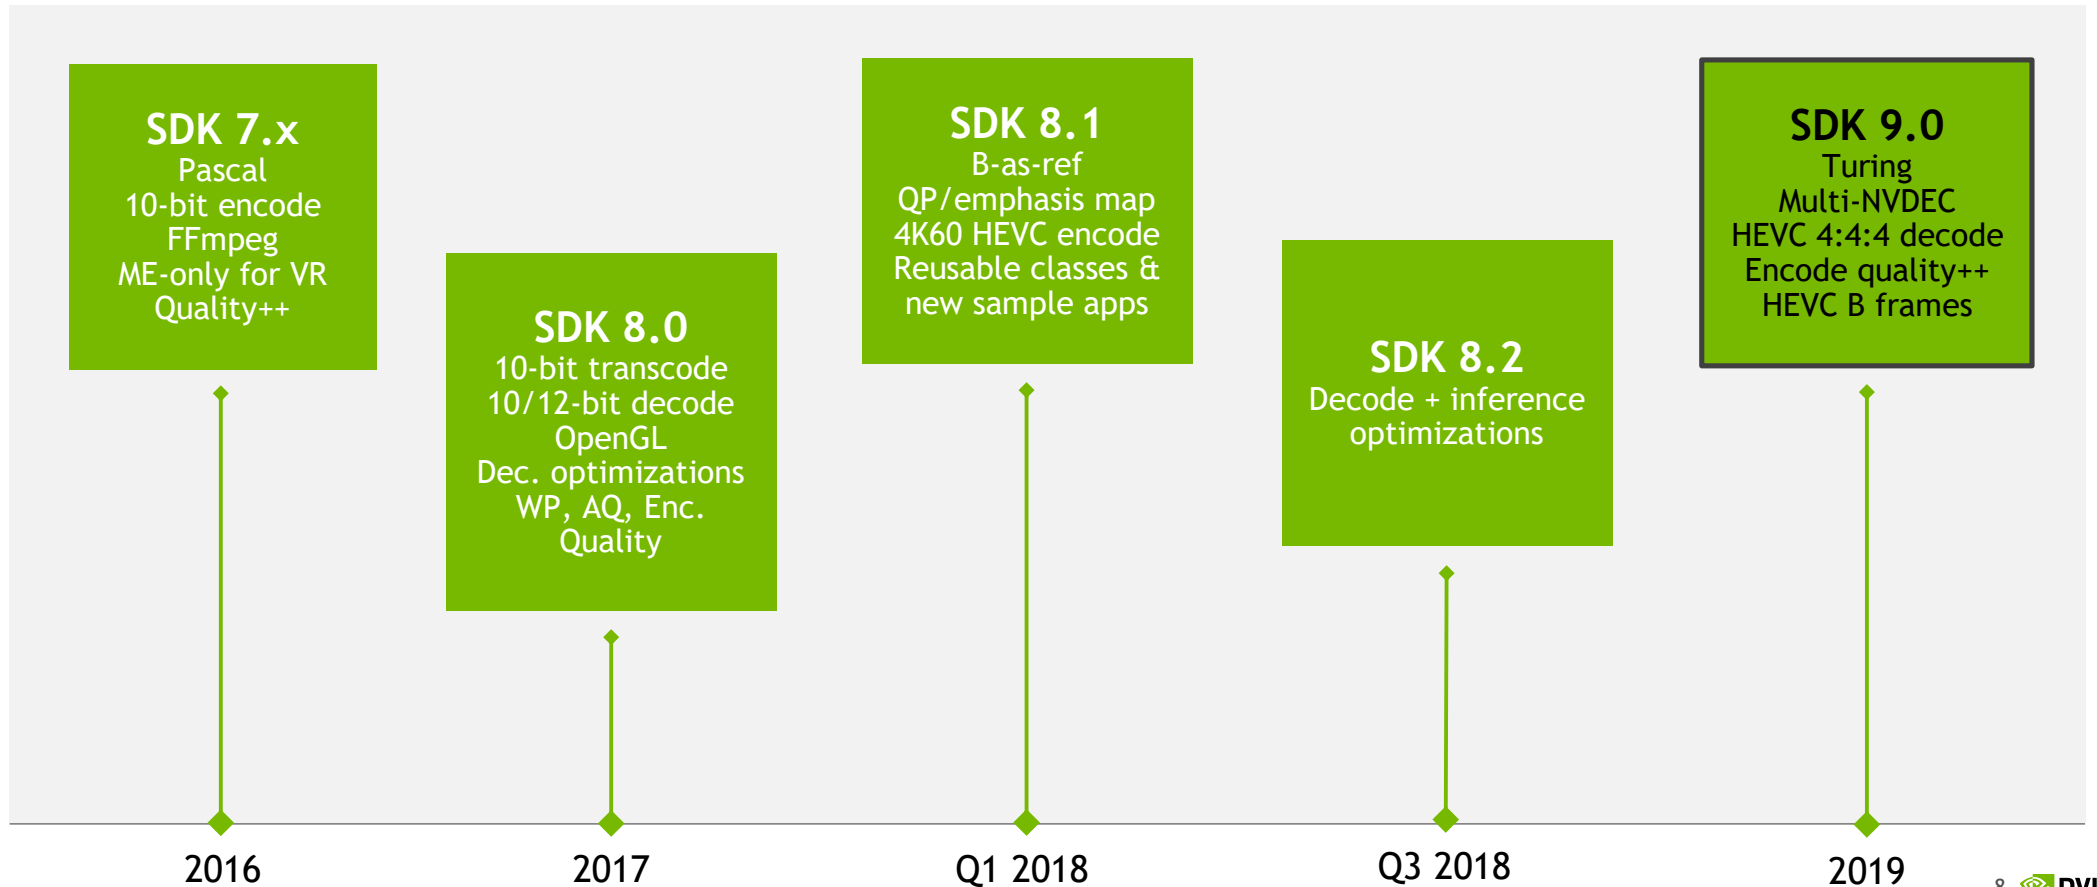 SDK 7.x
Pascal
10-bit encode
FFmpeg
ME-only for VR
Quality++
SDK 8.0
10-bit transcode
10/12-bit decode
OpenGL
Dec. optimizations
WP, AQ, Enc.
Quality
SDK 8.1
B-as-ref
QP/emphasis map
4K60 HEVC encode
Reusable classes &
new sample apps
SDK 8.2
Decode + inference
optimizations
SDK 9.0
Turing
Multi-NVDEC
HEVC 4:4:4 decode
Encode quality++
HEVC B frames
2016
2017
Q1 2018
Q3 2018
2019